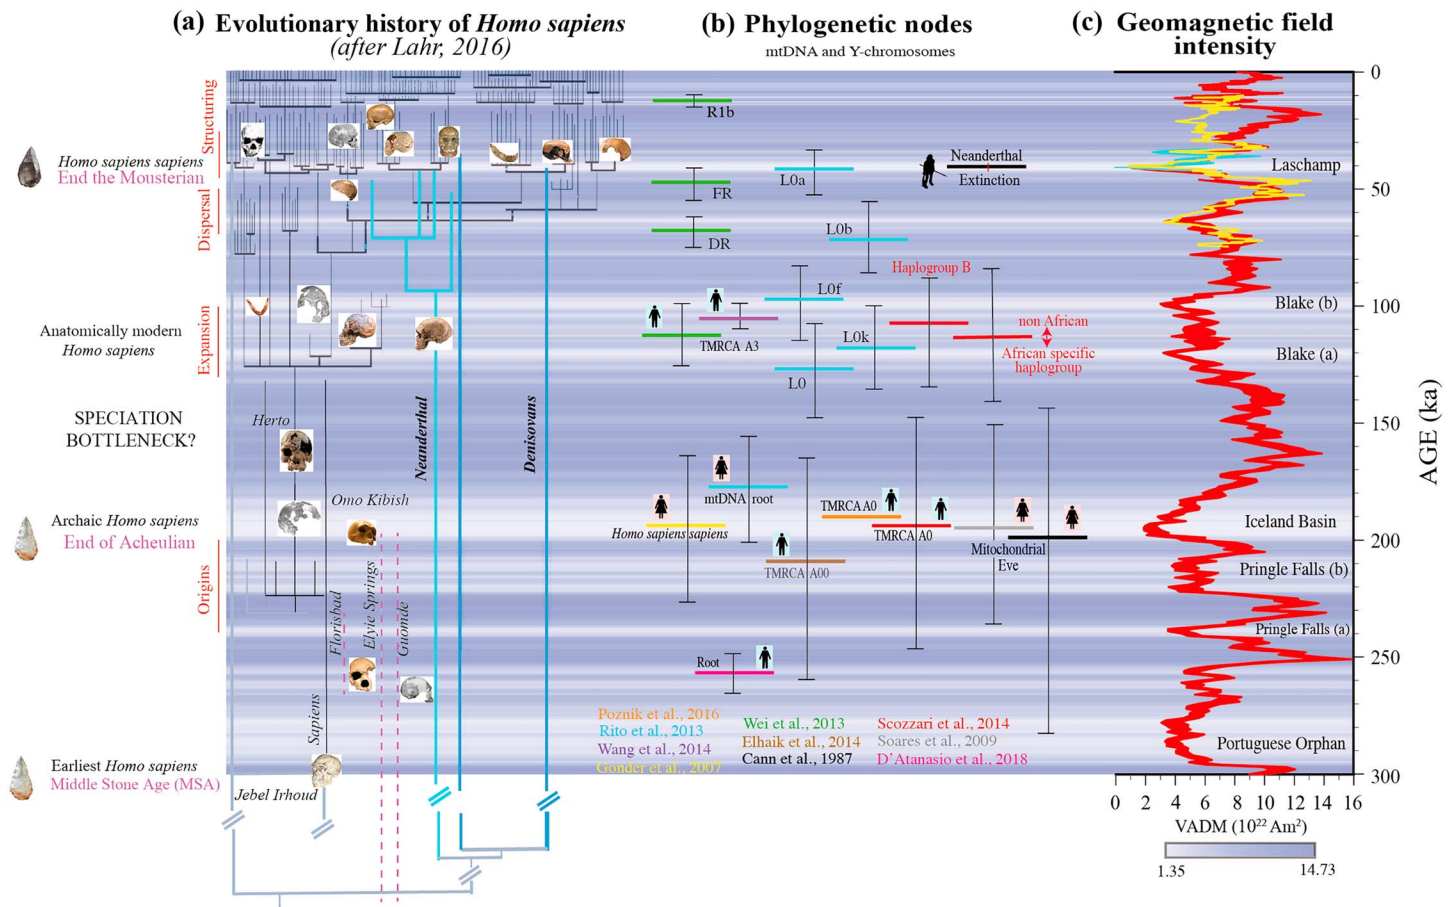 (a) Evolutionary history of Homo sapiens
(after Lahr, 2016)
(b) Phylogenetic nodes
mtDNA and Y-chromosomes
(c) Geomagnetic field
intensity
Structuring
Dispersal
Expansion
Origins
Homo sapiens sapiens
End the Mousterian
Anatomically modern
Homo sapiens
SPECIATION
BOTTLENECK?
Archaic Homo sapiens
End of Acheulian
Earliest Homo sapiens
Middle Stone Age (MSA)
Herto
Omo Kibish
Florisbad
Elyie Springs
Guomde
Sapiens
Jebel Irhoud
Neanderthal
Denisovans
R1b
Neanderthal
Extinction
L0a
FR
L0b
DR
Haplogroup B
L0f
TMRCA A3
L0k
non African
African specific
haplogroup
L0
mtDNA root
TMRCA A0
Homo sapiens sapiens
TMRCA A0
Mitochondrial
Eve
TMRCA A00
Root
Poznik et al., 2016
Rito et al., 2013
Wang et al., 2014
Gonder et al., 2007
Wei et al., 2013
Elhaik et al., 2014
Cann et al., 1987
Scozzari et al., 2014
Soares et al., 2009
D'Atanasio et al., 2018
Laschamp
Blake (b)
Blake (a)
Iceland Basin
Pringle Falls (b)
Pringle Falls (a)
Portuguese Orphan
0
50
100
150
200
250
300
AGE (ka)
0 2 4 6 8 10 12 14 16
VADM (10²² Am²)
1.35 14.73